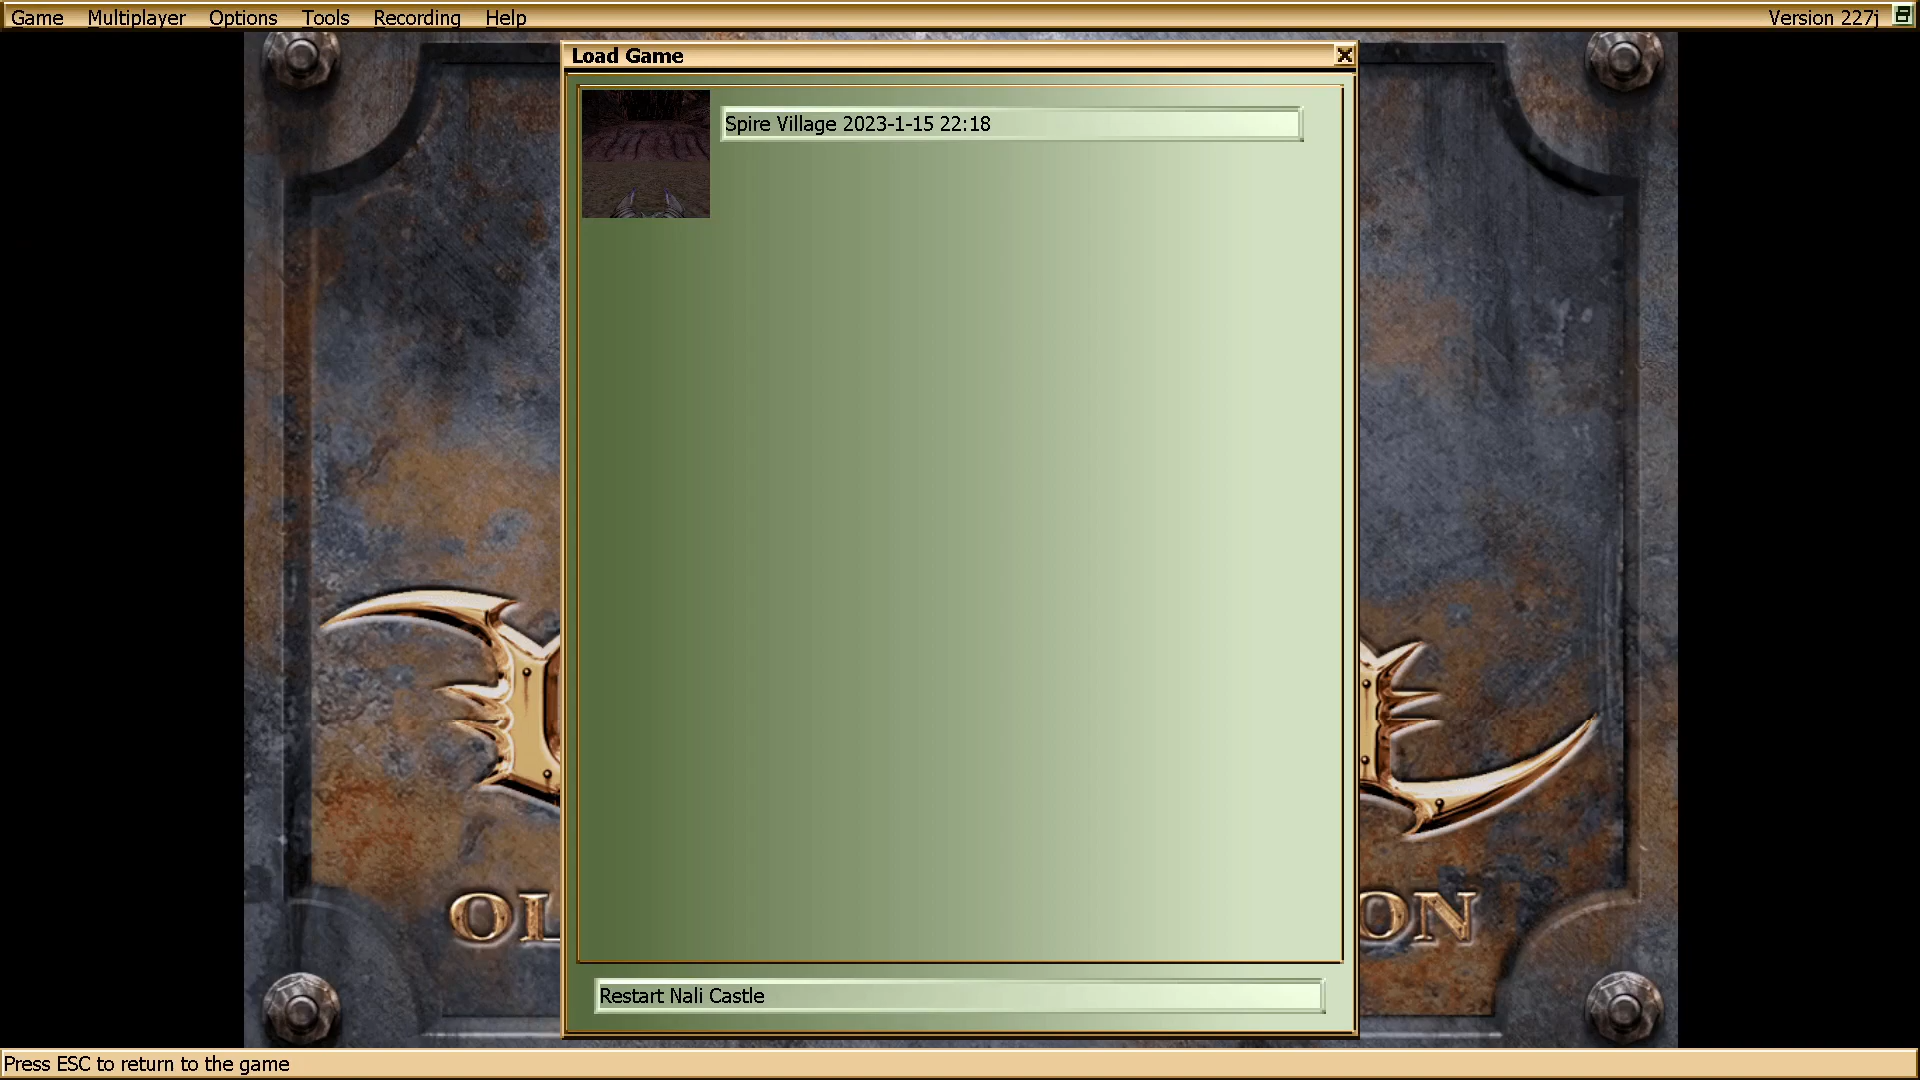 Game Multiplayer Options Tools Recording Help Version 227j
Load Game
Spire Village 2023-1-15 22:18
Restart Nali Castle
Press ESC to return to the game